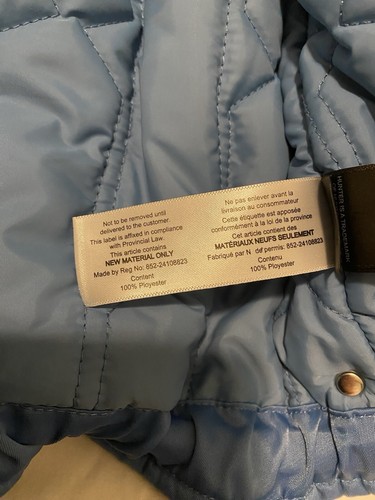 Not to be removed until
delivered to the customer
This label is affixed in compliance
with Provincial Law.
This article contains
NEW MATERIAL ONLY
Made by Reg No: 852-24108823
Content
100% Ployester
Ne pas enlever avant la
livraison au consommateur
Cette étiquette est apposée
conformément à la loi de la province
Cet article contient des
MATÉRIAUX NEUFS SEULEMENT
Fabriqué par N de permis: 852-24108823
Contenu
100% Ployester
HUNTER IS A TRADEMARK